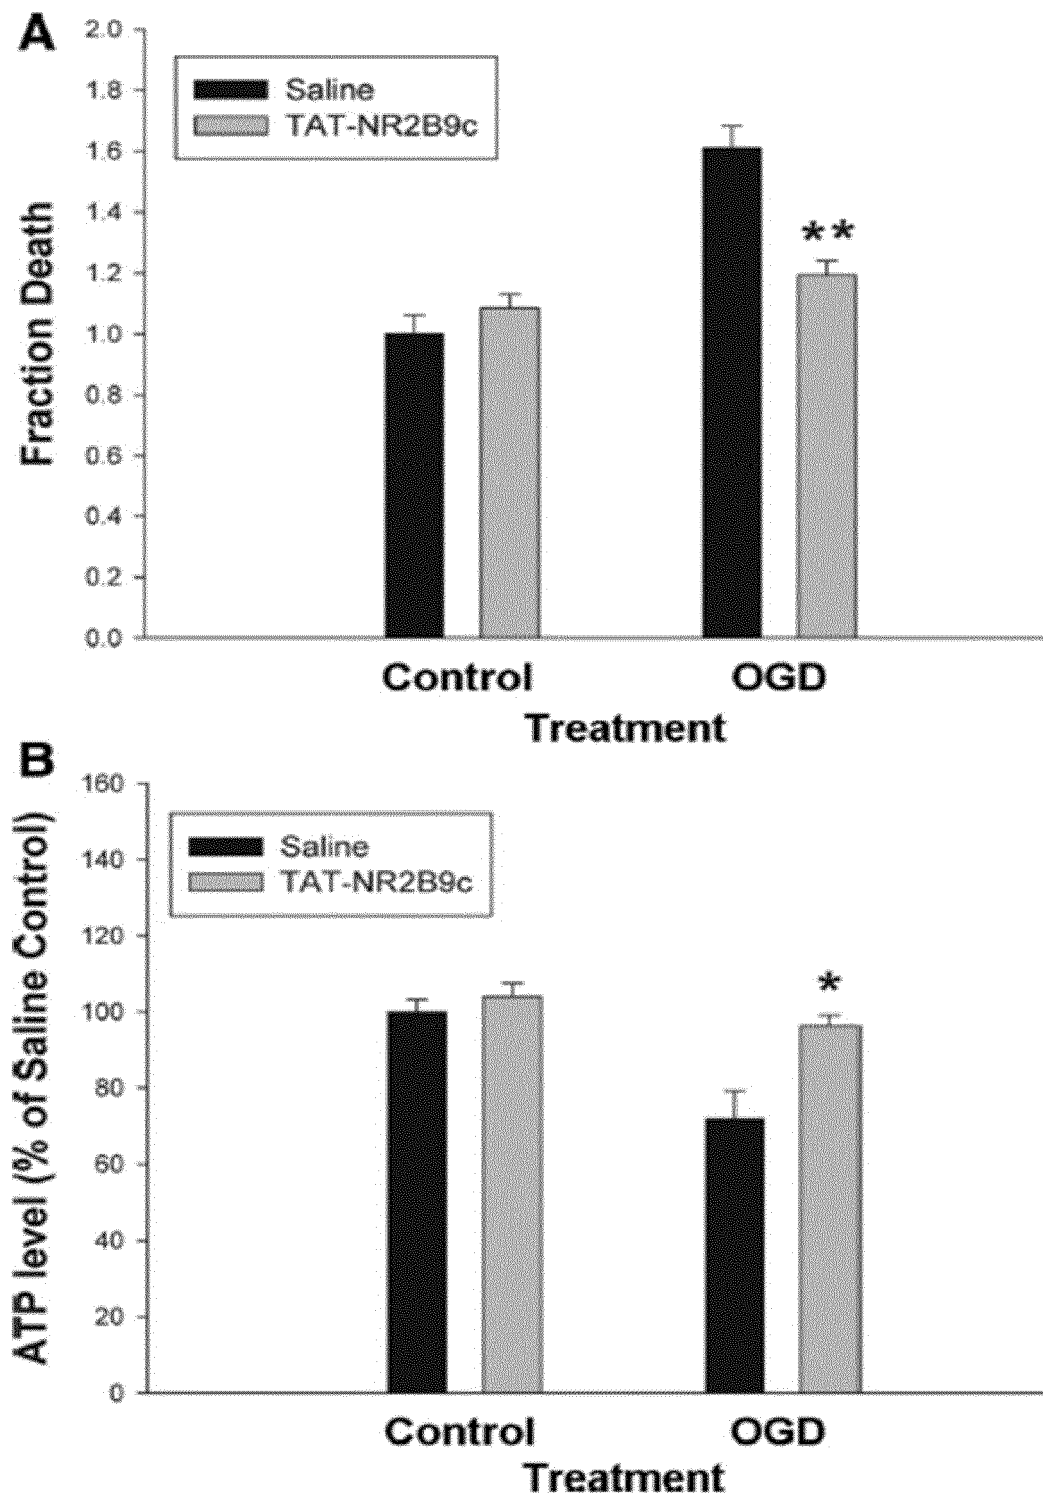 A
2.0
1.8
1.6
1.4
1.2
1.0
0.8
0.6
0.4
0.2
0.0
Fraction Death
Saline
TAT-NR2B9c
**
Control OGD
Treatment
B
160
140
120
100
80
60
40
20
0
ATP level (% of Saline Control)
Saline
TAT-NR2B9c
*
Control OGD
Treatment